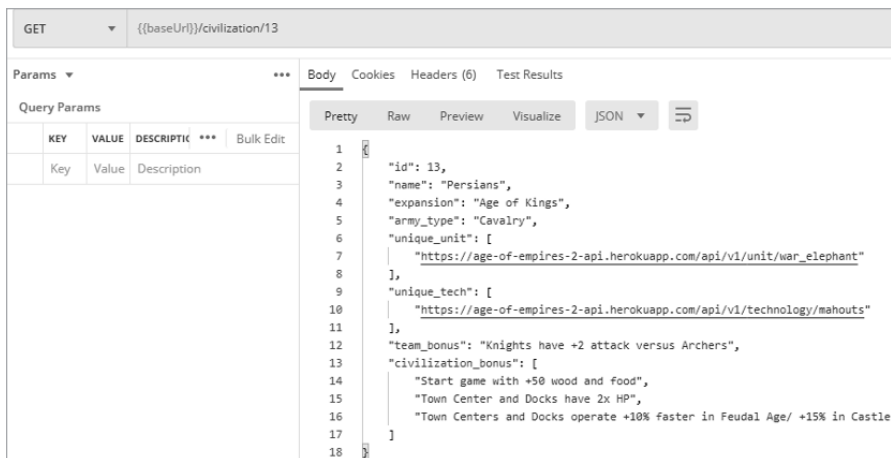 GET {{baseUrl}}/civilization/13
Params
Body Cookies Headers (6) Test Results
Query Params
Pretty Raw Preview Visualize JSON
KEY VALUE DESCRIPTIC ••• Bulk Edit
Key Value Description
1 {
2 "id": 13,
3 "name": "Persians",
4 "expansion": "Age of Kings",
5 "army_type": "Cavalry",
6 "unique_unit": [
7 "https://age-of-empires-2-api.herokuapp.com/api/v1/unit/war_elephant"
8 ],
9 "unique_tech": [
10 "https://age-of-empires-2-api.herokuapp.com/api/v1/technology/mahouts"
11 ],
12 "team_bonus": "Knights have +2 attack versus Archers",
13 "civilization_bonus": [
14 "Start game with +50 wood and food",
15 "Town Center and Docks have 2x HP",
16 "Town Centers and Docks operate +10% faster in Feudal Age/ +15% in Castle
17 ]
18 }